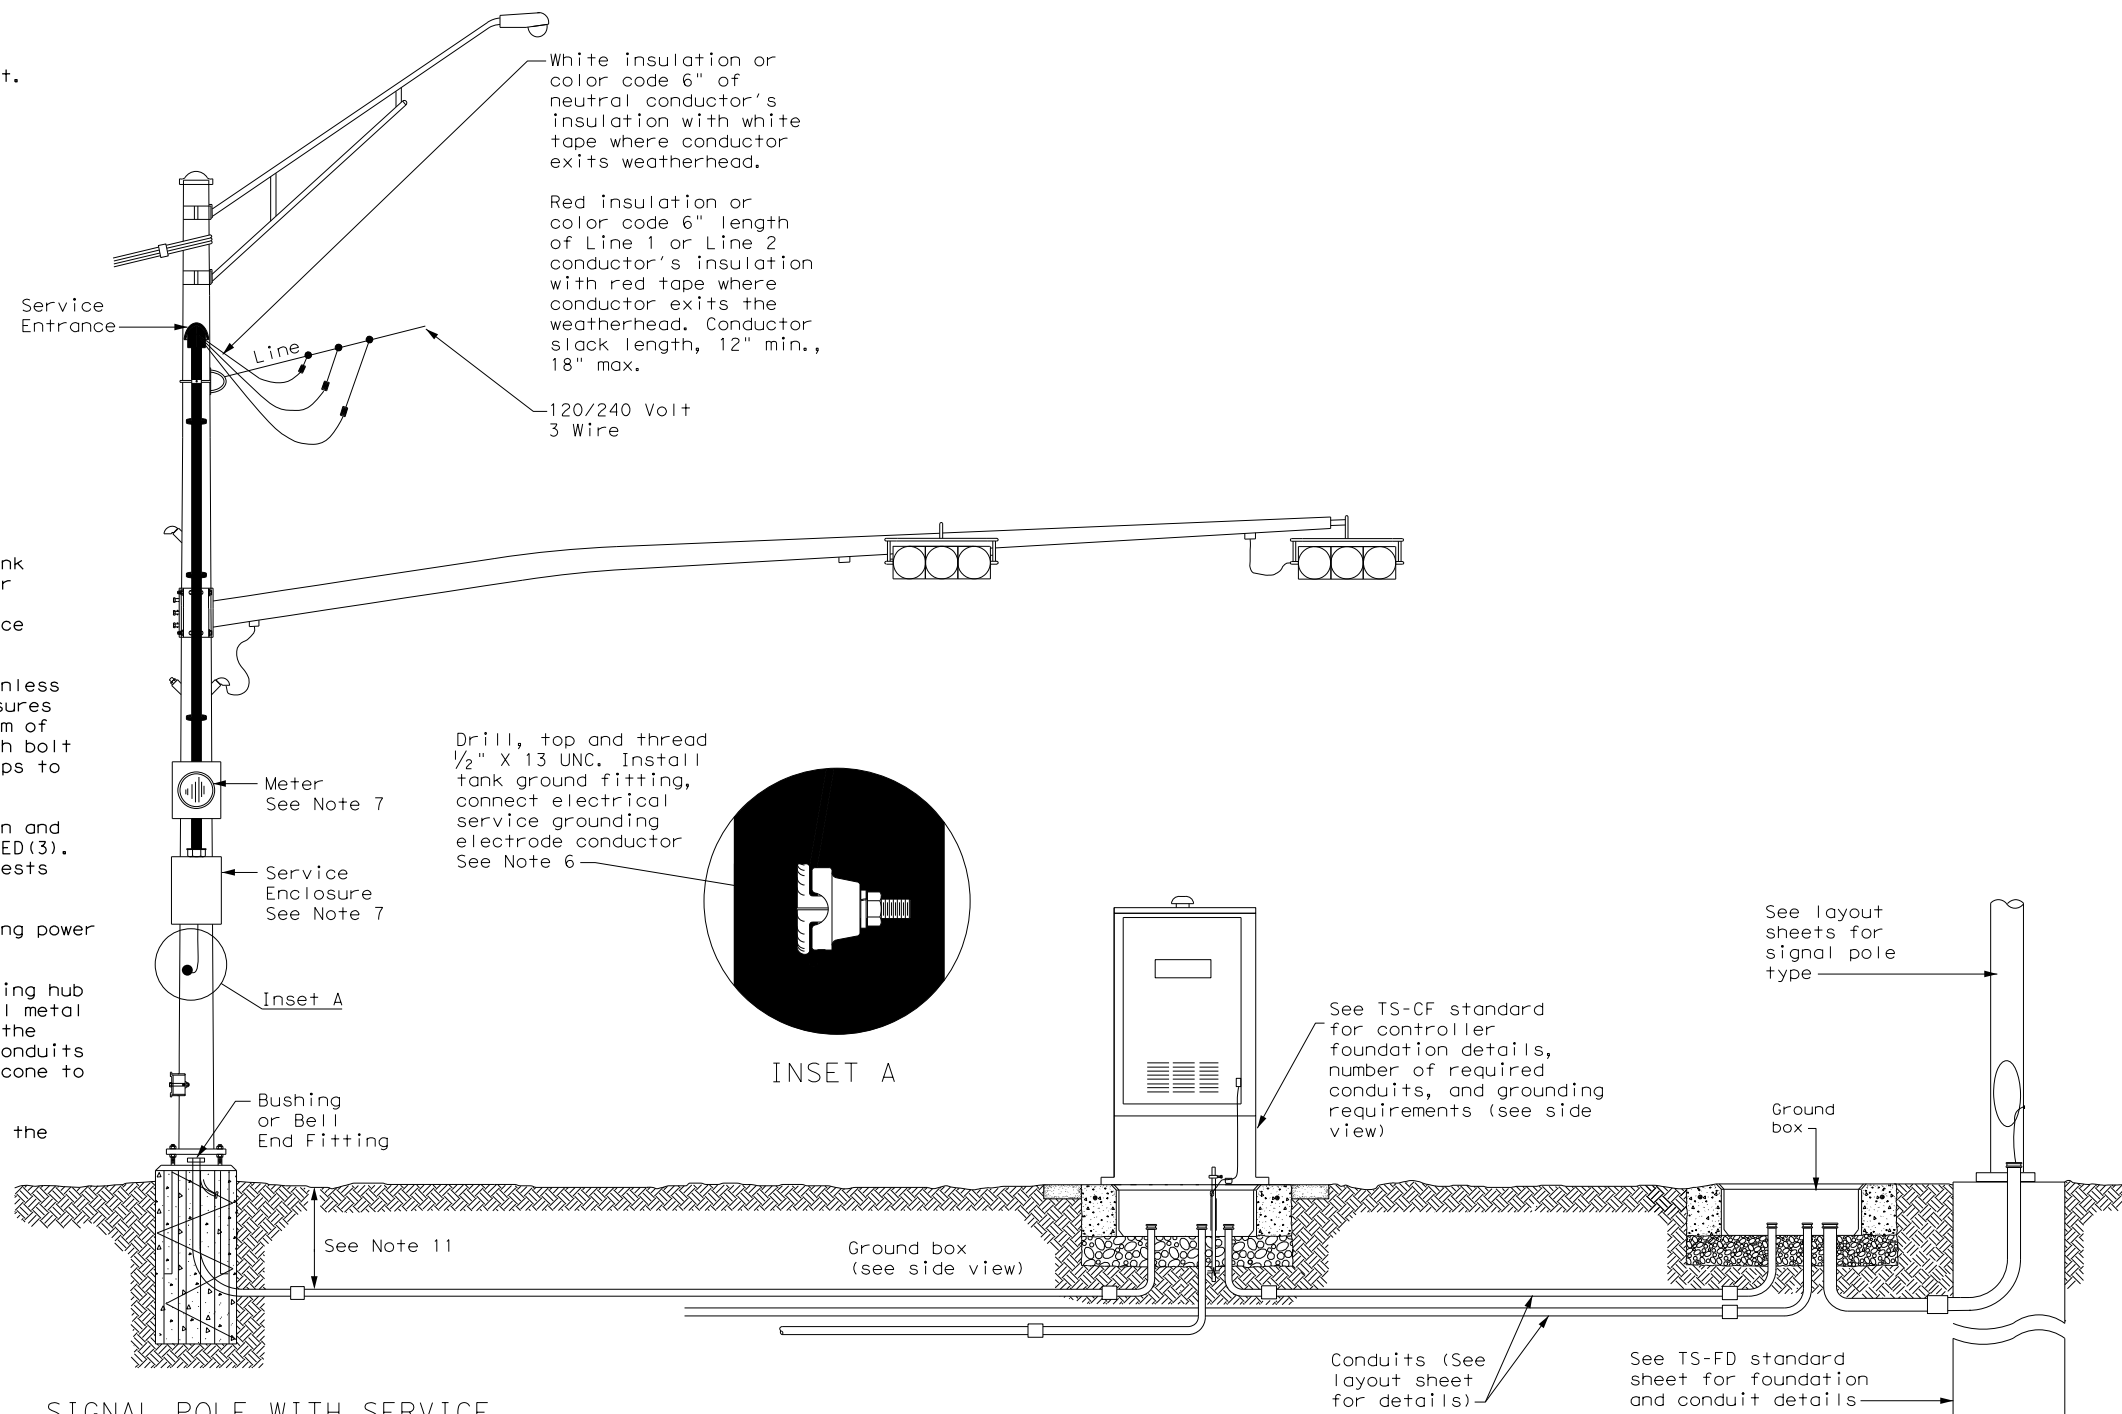 t.
White insulation or
color code 6" of
neutral conductor's
insulation with white
tape where conductor
exits weatherhead.
Red insulation or
color code 6" length
of Line 1 or Line 2
conductor's insulation
with red tape where
conductor exits the
weatherhead. Conductor
slack length, 12" min.,
18" max.
Service
Entrance
Line
120/240 Volt
3 Wire
nk
r
ce
nless
sures
m of
h bolt
ps to
n and
ED(3).
ests
ng power
ing hub
l metal
the
onduits
cone to
the
Drill, top and thread
½" X 13 UNC. Install
tank ground fitting,
connect electrical
service grounding
electrode conductor
See Note 6
Meter
See Note 7
Service
Enclosure
See Note 7
Inset A
INSET A
Bushing
or Bell
End Fitting
See layout
sheets for
signal pole
type
See TS-CF standard
for controller
foundation details,
number of required
conduits, and grounding
requirements (see side
view)
Ground
box
See Note 11
Ground box
(see side view)
Conduits (See
layout sheet
for details)
See TS-FD standard
sheet for foundation
and conduit details
SIGNAL POLE WITH SERVICE